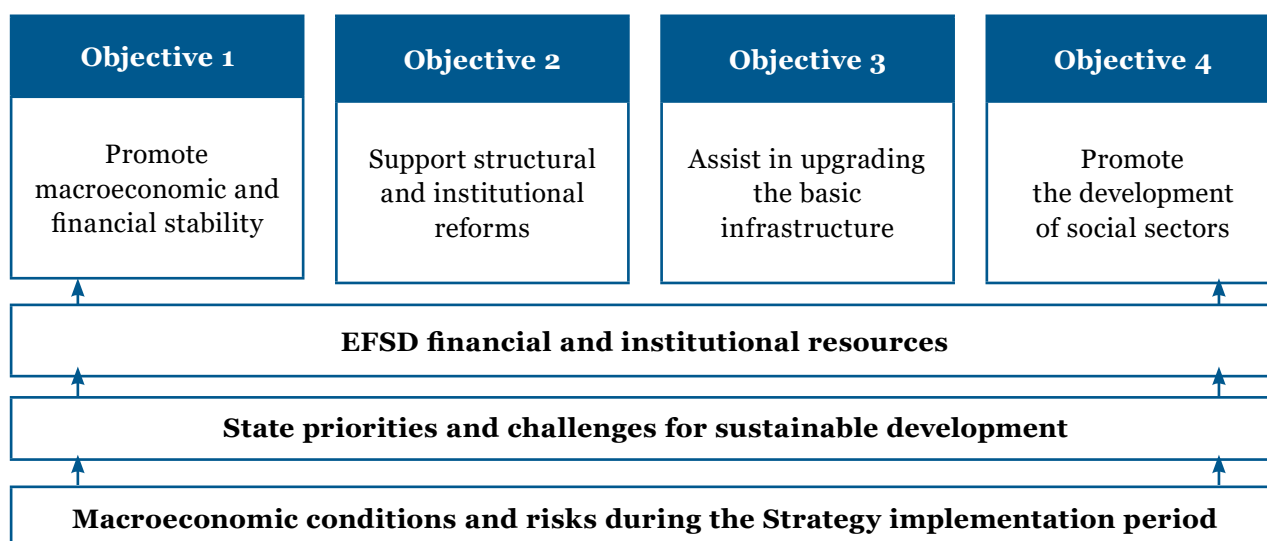 Objective 1
Promote
macroeconomic and
financial stability
Objective 2
Support structural
and institutional
reforms
Objective 3
Assist in upgrading
the basic
infrastructure
Objective 4
Promote
the development
of social sectors
EFSD financial and institutional resources
State priorities and challenges for sustainable development
Macroeconomic conditions and risks during the Strategy implementation period